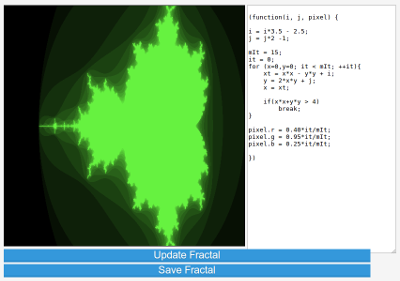 (function(i, j, pixel) {
i = i*3.5 - 2.5;
j = j*2 -1;
mIt = 15;
it = 0;
for (x=0,y=0; it < mIt; ++it){
xt = x*x - y*y + i;
y = 2*x*y + j;
x = xt;
if(x*x+y*y > 4)
break;
}
pixel.r = 0.40*it/mIt;
pixel.g = 0.95*it/mIt;
pixel.b = 0.25*it/mIt;
})
Update Fractal
Save Fractal